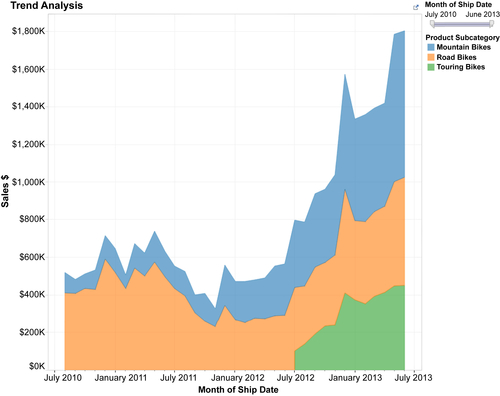 Trend Analysis
Month of Ship Date
July 2010 June 2013
Product Subcategory
Mountain Bikes
Road Bikes
Touring Bikes
Sales $
$1,800K
$1,600K
$1,400K
$1,200K
$1,000K
$800K
$600K
$400K
$200K
$0K
July 2010 January 2011 July 2011 January 2012 July 2012 January 2013 July 2013
Month of Ship Date